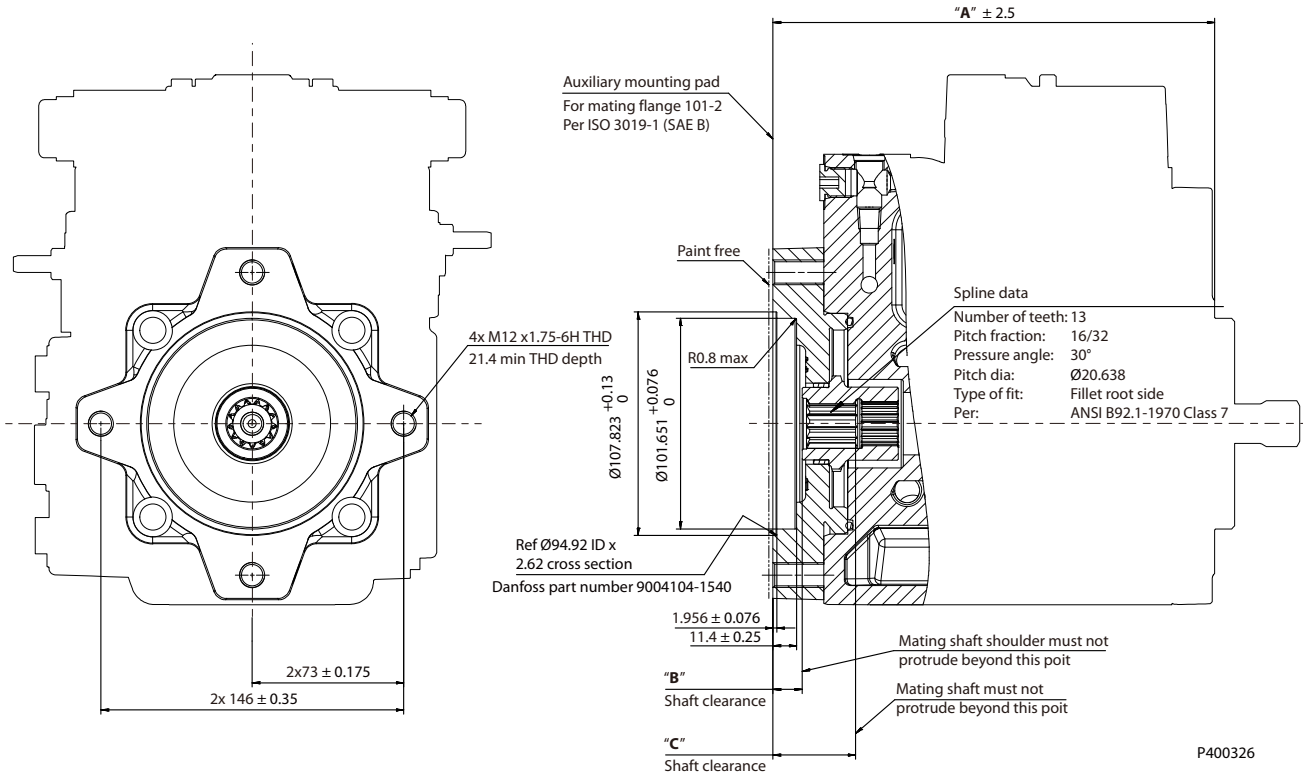 "A" ± 2.5
Auxiliary mounting pad
For mating flange 101-2
Per ISO 3019-1 (SAE B)
Paint free
Spline data
Number of teeth: 13
Pitch fraction: 16/32
Pressure angle: 30°
Pitch dia: Ø20.638
Type of fit: Fillet root side
Per: ANSI B92.1-1970 Class 7
4x M12 x1.75-6H THD
21.4 min THD depth
R0.8 max
Ø107.823 +0.13 0
Ø101.651 +0.076 0
Ref Ø94.92 ID x
2.62 cross section
Danfoss part number 9004104-1540
1.956 ± 0.076
11.4 ± 0.25
2x73 ± 0.175
2x 146 ± 0.35
"B"
Shaft clearance
Mating shaft shoulder must not
protrude beyond this poit
Mating shaft must not
protrude beyond this poit
"C"
Shaft clearance
P400326